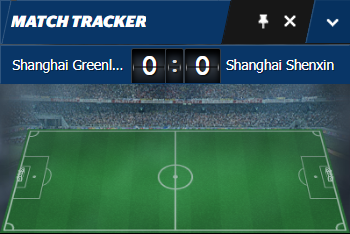 MATCH TRACKER
Shanghai Greenl... 0 : 0 Shanghai Shenxin